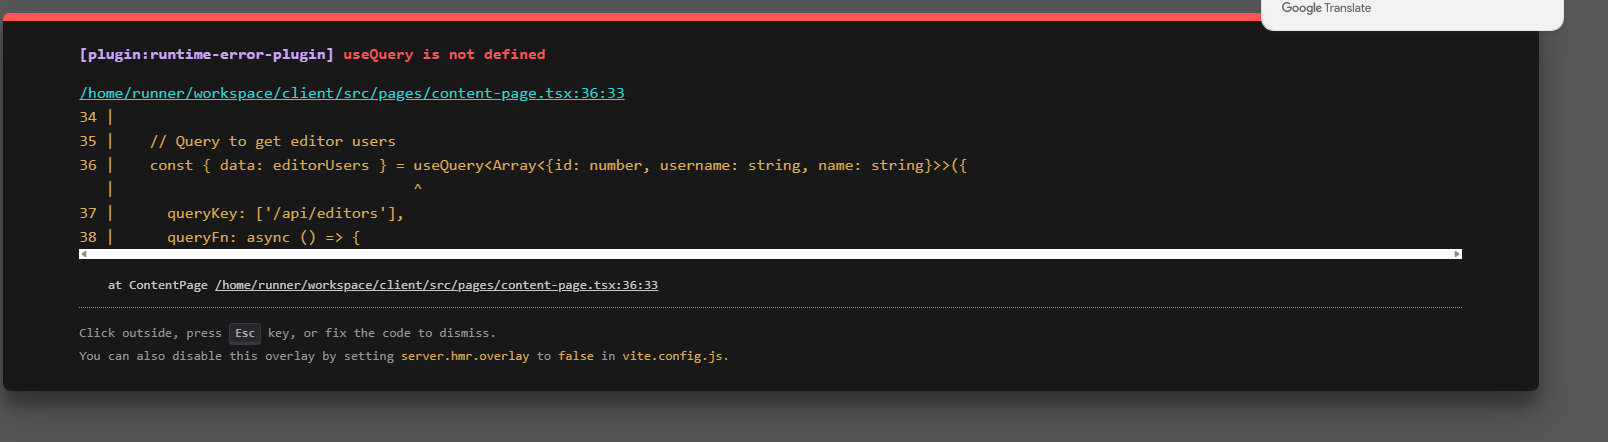 Google Translate
[plugin:runtime-error-plugin] useQuery is not defined
/home/runner/workspace/client/src/pages/content-page.tsx:36:33
34 |
35 |    // Query to get editor users
36 |    const { data: editorUsers } = useQuery<Array<{id: number, username: string, name: string}>>({
   |                                  ^
37 |      queryKey: ['/api/editors'],
38 |      queryFn: async () => {
at ContentPage /home/runner/workspace/client/src/pages/content-page.tsx:36:33
Click outside, press Esc key, or fix the code to dismiss.
You can also disable this overlay by setting server.hmr.overlay to false in vite.config.js.